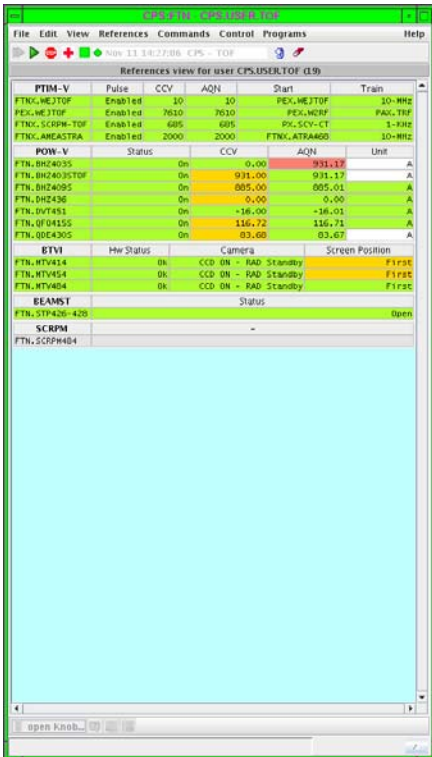 CPS:FTN - CPS.USER.TOF
File Edit View References Commands Control Programs Help
Nov 11 14:27:06 CPS - TOF
References view for user CPS.USER.TOF (19)
PTIM-V Pulse CCV AQN Start Train
FTNX.WEJTOF Enabled 10 10 PEX.WEJTOF 10-MHz
PEX.WEJTOF Enabled 7610 7610 PEX.W2RF PAX.TRF
FTNX.SCRPM-TOF Enabled 685 685 PX.SCY-CT 1-KHz
FTNX.AMEASTRA Enabled 2000 2000 FTNX.ATRA468 10-MHz
POW-V Status CCV AQN Unit
FTN.BHZ403S On 0.00 931.17 A
FTN.BHZ403STOF On 931.00 931.17 A
FTN.BHZ409S On 885.00 885.01 A
FTN.DHZ436 On 0.00 0.00 A
FTN.DVT451 On -16.00 -16.01 A
FTN.QFO415S On 116.72 116.71 A
FTN.QDE430S On 83.68 83.67 A
BTVI Hw Status Camera Screen Position
FTN.MTV414 Ok CCD ON - RAD Standby First
FTN.MTV454 Ok CCD ON - RAD Standby First
FTN.MTV484 Ok CCD ON - RAD Standby First
BEAMST Status
FTN.STP426-428 Open
SCRPM -
FTN.SCRPM484
open Knob...